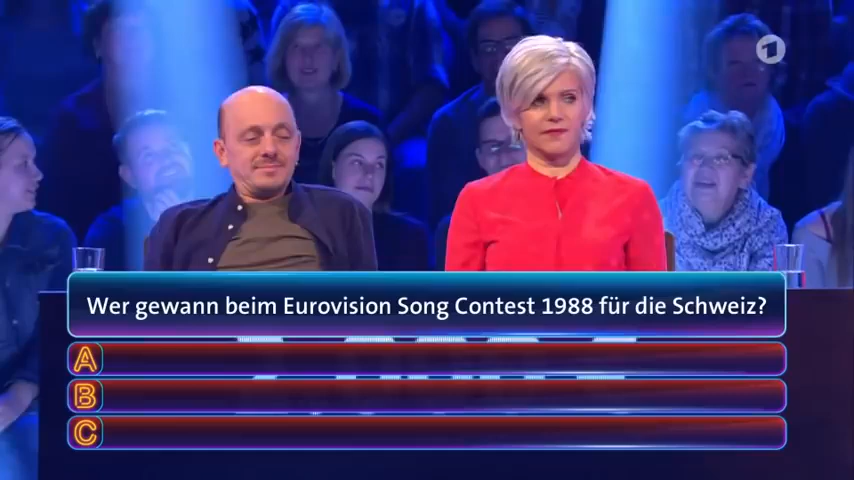 1
Wer gewann beim Eurovision Song Contest 1988 für die Schweiz?
A
B
C